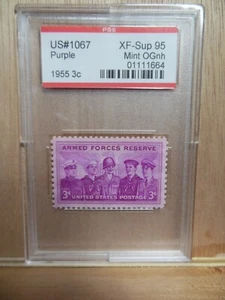 PSE
US#1067 XF-Sup 95
Purple Mint OGnh
01111664
1955 3c
ARMED FORCES RESERVE
3¢ 3¢
UNITED STATES POSTAGE